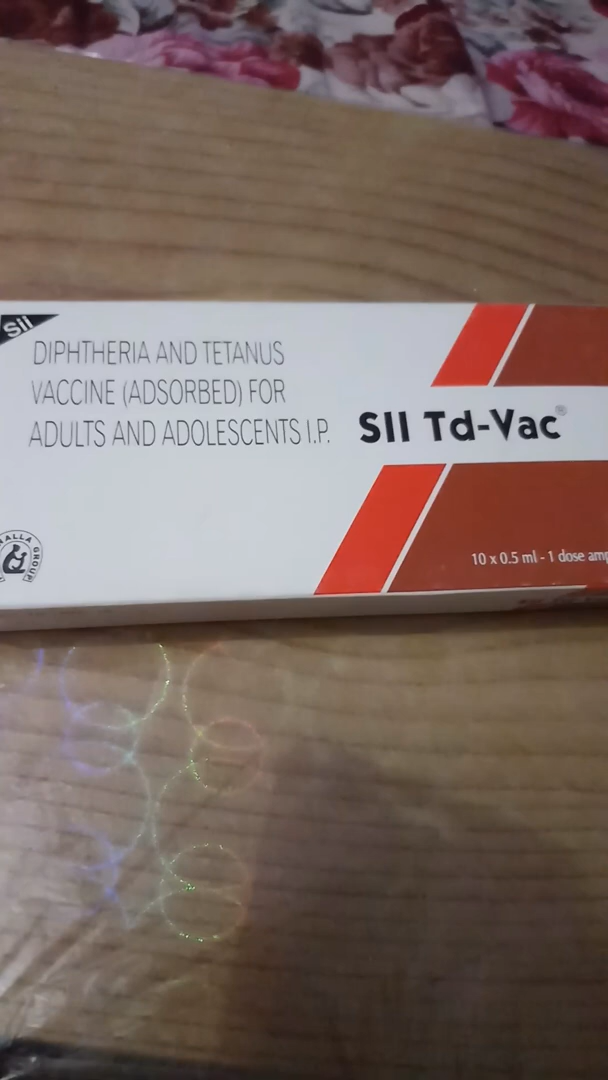 Sii
DIPHTHERIA AND TETANUS
VACCINE (ADSORBED) FOR
ADULTS AND ADOLESCENTS I.P.
SII Td-Vac®
10 x 0.5 ml - 1 dose
GROUP